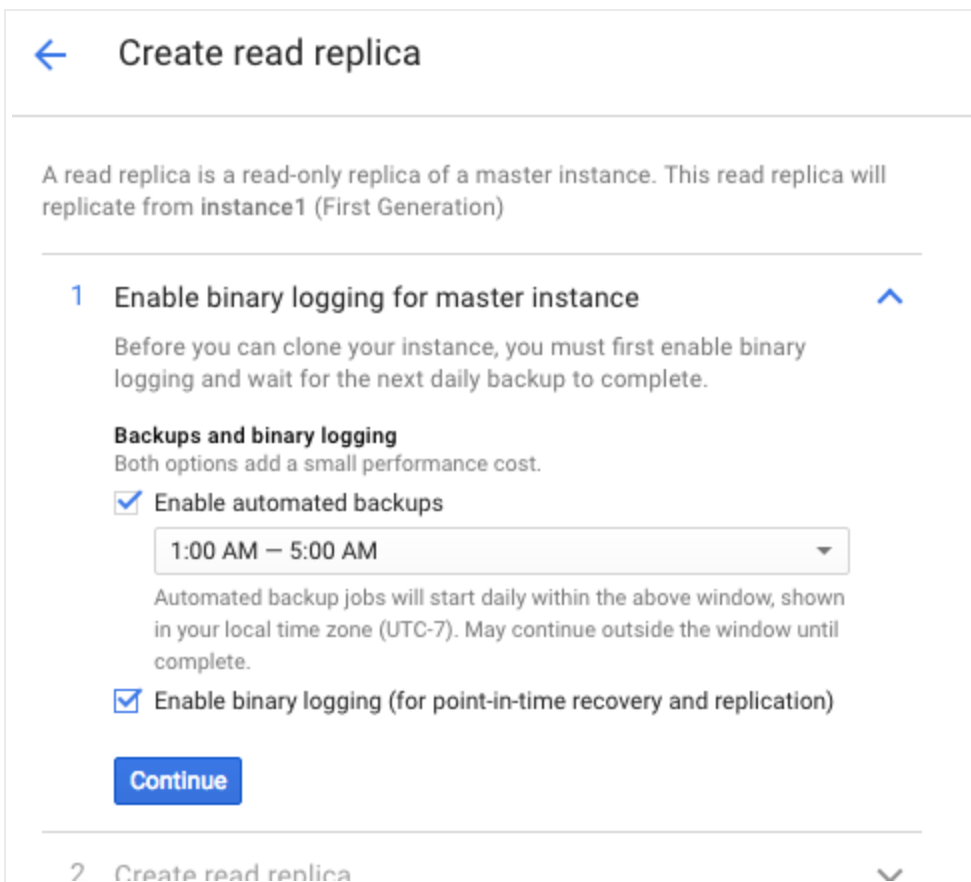 Create read replica
A read replica is a read-only replica of a master instance. This read replica will
replicate from instance1 (First Generation)
1 Enable binary logging for master instance
Before you can clone your instance, you must first enable binary
logging and wait for the next daily backup to complete.
Backups and binary logging
Both options add a small performance cost.
Enable automated backups
1:00 AM — 5:00 AM
Automated backup jobs will start daily within the above window, shown
in your local time zone (UTC-7). May continue outside the window until
complete.
Enable binary logging (for point-in-time recovery and replication)
Continue
2 Create read replica